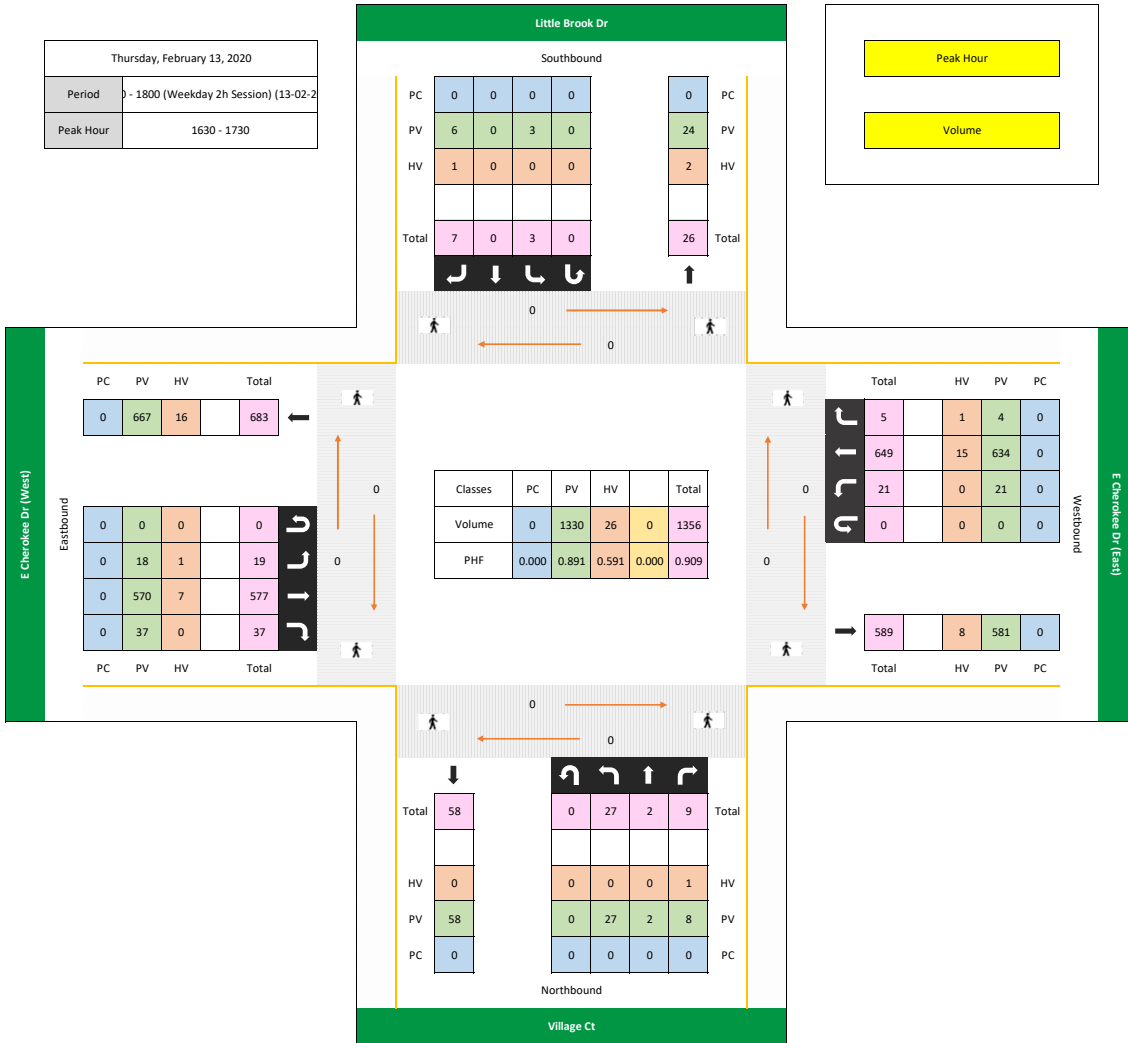 Little Brook Dr
Thursday, February 13, 2020
Period
0 - 1800 (Weekday 2h Session) (13-02-2
Peak Hour
1630 - 1730
Peak Hour
Volume
Southbound
PC 0 0 0 0 0 PC
PV 6 0 3 0 24 PV
HV 1 0 0 0 2 HV
Total 7 0 3 0 26 Total
0
0
E Cherokee Dr (West)
Eastbound
PC PV HV Total
0 667 16 683
0 0 0 0
0 18 1 19
0 570 7 577
0 37 0 37
PC PV HV Total
0
0
Classes PC PV HV Total
Volume 0 1330 26 0 1356
PHF 0.000 0.891 0.591 0.000 0.909
0
0
Total HV PV PC
5 1 4 0
649 15 634 0
21 0 21 0
0 0 0 0
589 8 581 0
Total HV PV PC
Westbound
E Cherokee Dr (East)
0
0
Total 58 0 27 2 9 Total
HV 0 0 0 0 1 HV
PV 58 0 27 2 8 PV
PC 0 0 0 0 0 PC
Northbound
Village Ct